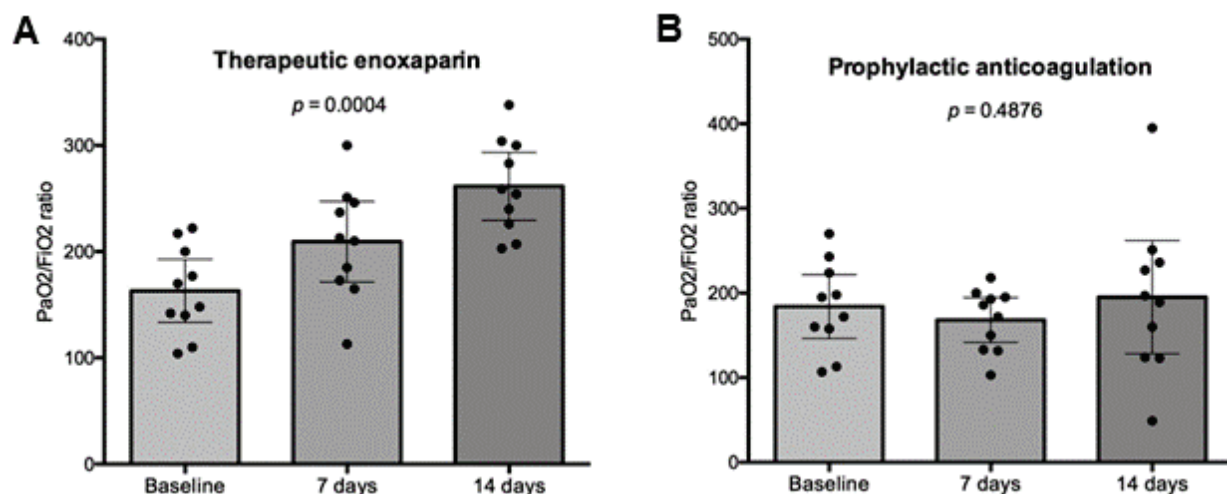 A
Therapeutic enoxaparin
p = 0.0004
PaO2/FiO2 ratio
400
300
200
100
0
Baseline
7 days
14 days
B
Prophylactic anticoagulation
p = 0.4876
PaO2/FiO2 ratio
500
400
300
200
100
0
Baseline
7 days
14 days